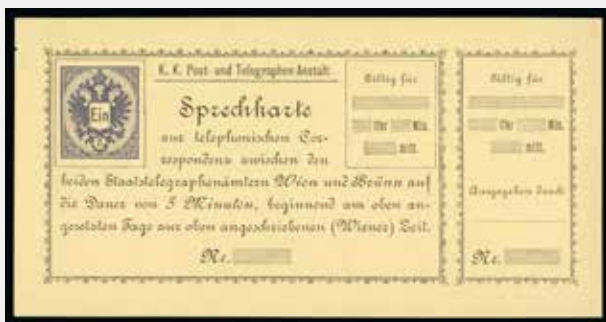 K. K. Post- und Telegraphen-Anstalt.
Ein
Sprechkarte
zur telephonischen Cor-
respondenz zwischen den
beiden Staatstelegraphenämtern Wien und Brünn auf
die Dauer von 5 Minuten, beginnend am oben an-
gesetzten Tage zur oben angeschriebenen (Wiener) Zeit.
Nr.
Giltig für
Uhr Min.
mitt.
Giltig für
Uhr Min.
mitt.
Ausgegeben durch
Nr.